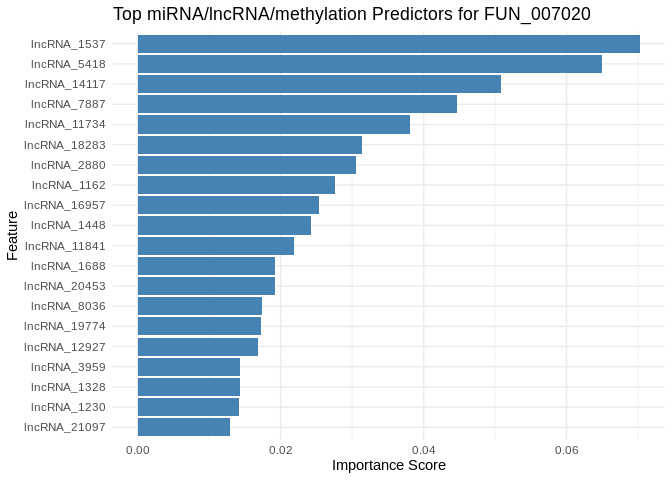 Top miRNA/lncRNA/methylation Predictors for FUN_007020
Feature
lncRNA_1537
lncRNA_5418
lncRNA_14117
lncRNA_7887
lncRNA_11734
lncRNA_18283
lncRNA_2880
lncRNA_1162
lncRNA_16957
lncRNA_1448
lncRNA_11841
lncRNA_1688
lncRNA_20453
lncRNA_8036
lncRNA_19774
lncRNA_12927
lncRNA_3959
lncRNA_1328
lncRNA_1230
lncRNA_21097
0.00 0.02 0.04 0.06
Importance Score